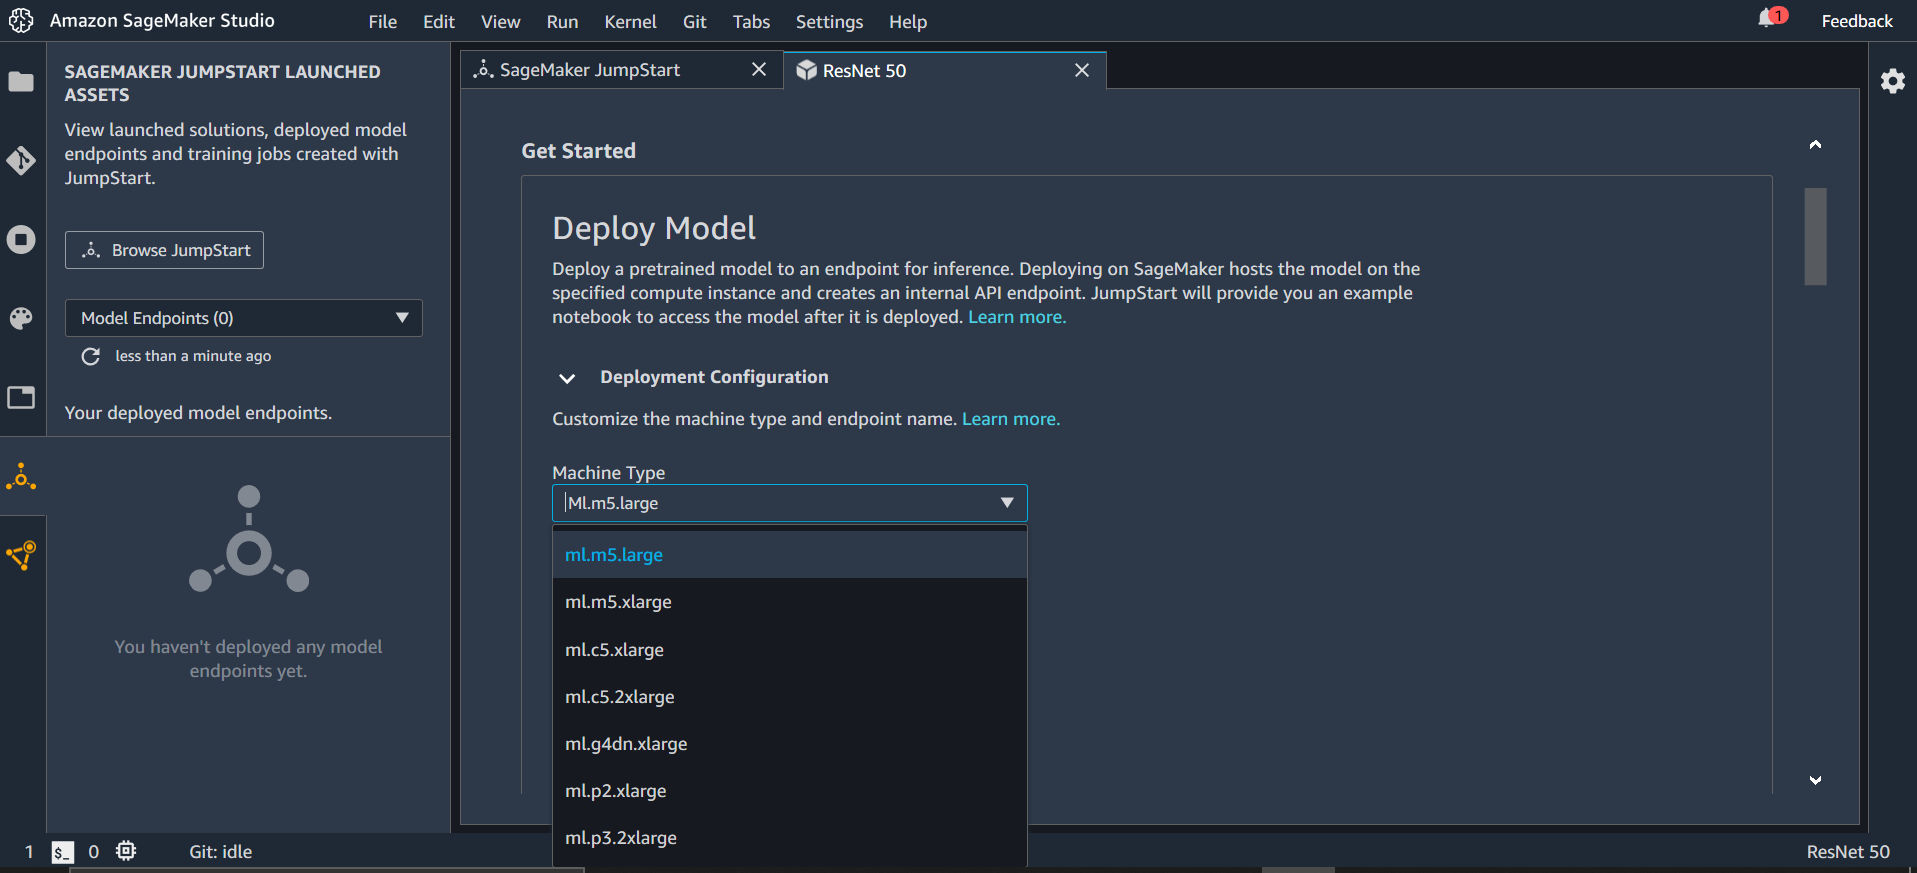 Amazon SageMaker Studio
File Edit View Run Kernel Git Tabs Settings Help
1
Feedback
SAGEMAKER JUMPSTART LAUNCHED
ASSETS
View launched solutions, deployed model
endpoints and training jobs created with
JumpStart.
Browse JumpStart
Model Endpoints (0)
less than a minute ago
Your deployed model endpoints.
You haven't deployed any model
endpoints yet.
SageMaker JumpStart
ResNet 50
Get Started
Deploy Model
Deploy a pretrained model to an endpoint for inference. Deploying on SageMaker hosts the model on the
specified compute instance and creates an internal API endpoint. JumpStart will provide you an example
notebook to access the model after it is deployed. Learn more.
Deployment Configuration
Customize the machine type and endpoint name. Learn more.
Machine Type
Ml.m5.large
ml.m5.large
ml.m5.xlarge
ml.c5.xlarge
ml.c5.2xlarge
ml.g4dn.xlarge
ml.p2.xlarge
ml.p3.2xlarge
1 $_ 0 Git: idle
ResNet 50